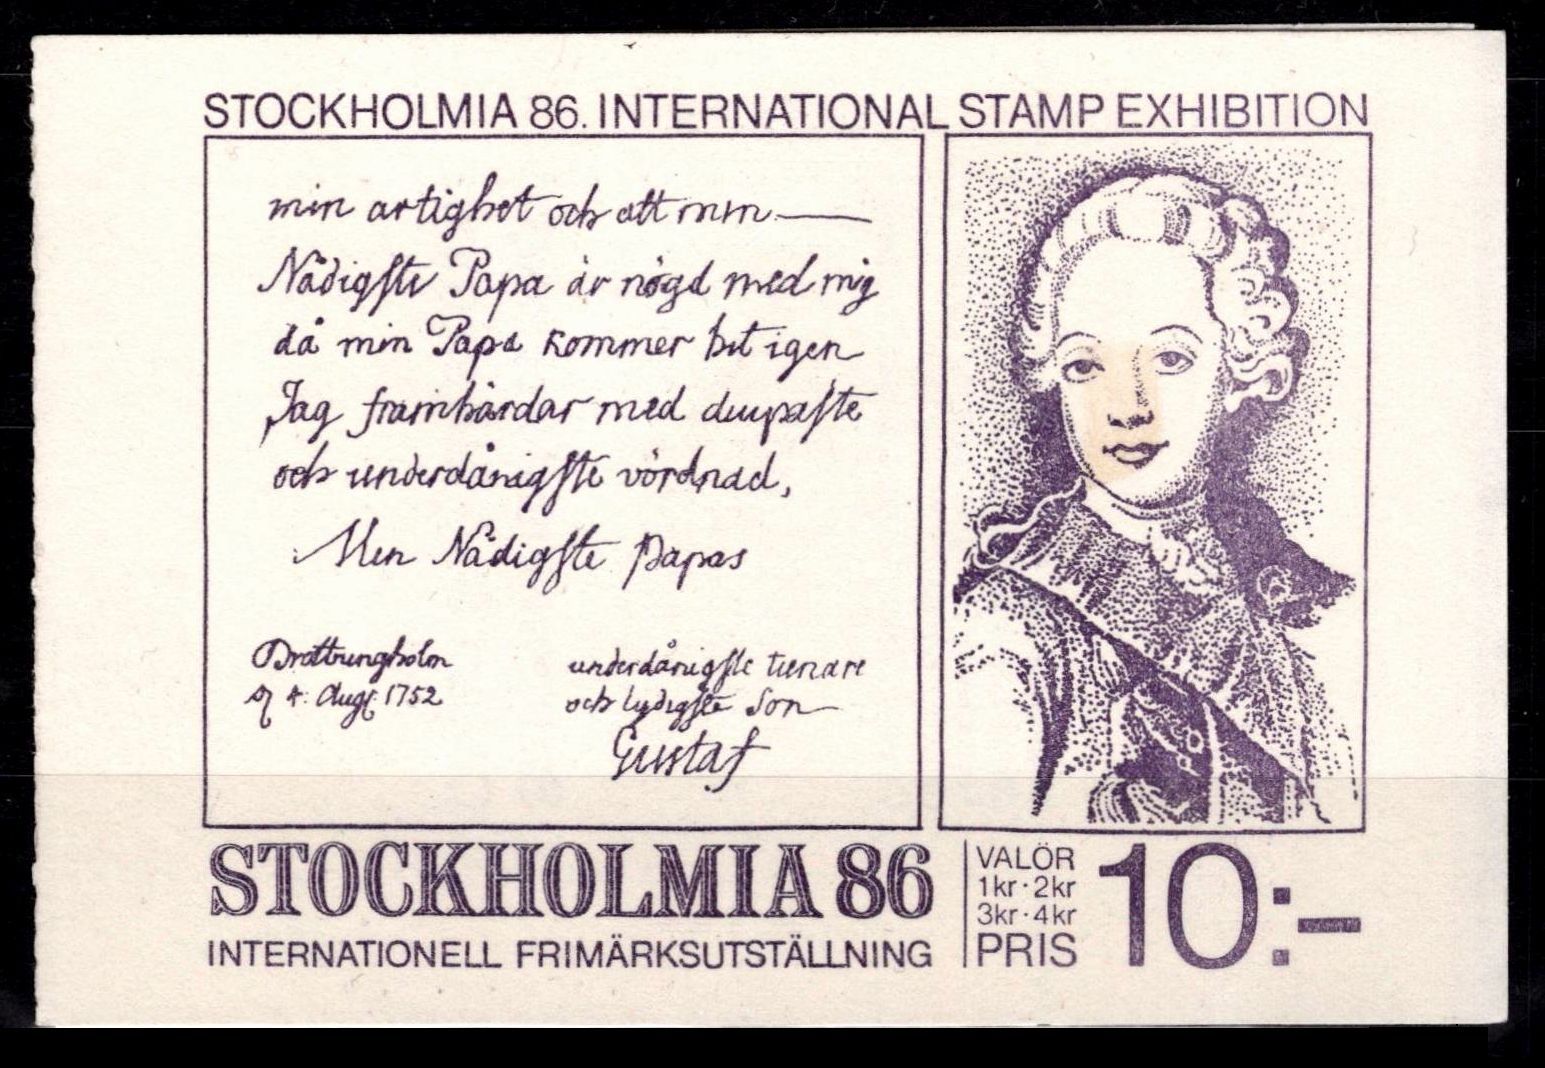 STOCKHOLMIA 86. INTERNATIONAL STAMP EXHIBITION
min artighet och att min
Nådigste Papa är nögd med mig
då min Papa kommer hit igen
Jag framhärdar med diupaste
och underdånigste vördnad,
Min Nådigste Papas
Drottningholm
4. Aug: 1752
underdånigste tienare
och lydigste Son
Gustaf
STOCKHOLMIA 86
INTERNATIONELL FRIMÄRKSUTSTÄLLNING
VALÖR
1kr·2kr
3kr·4kr
PRIS
10:-